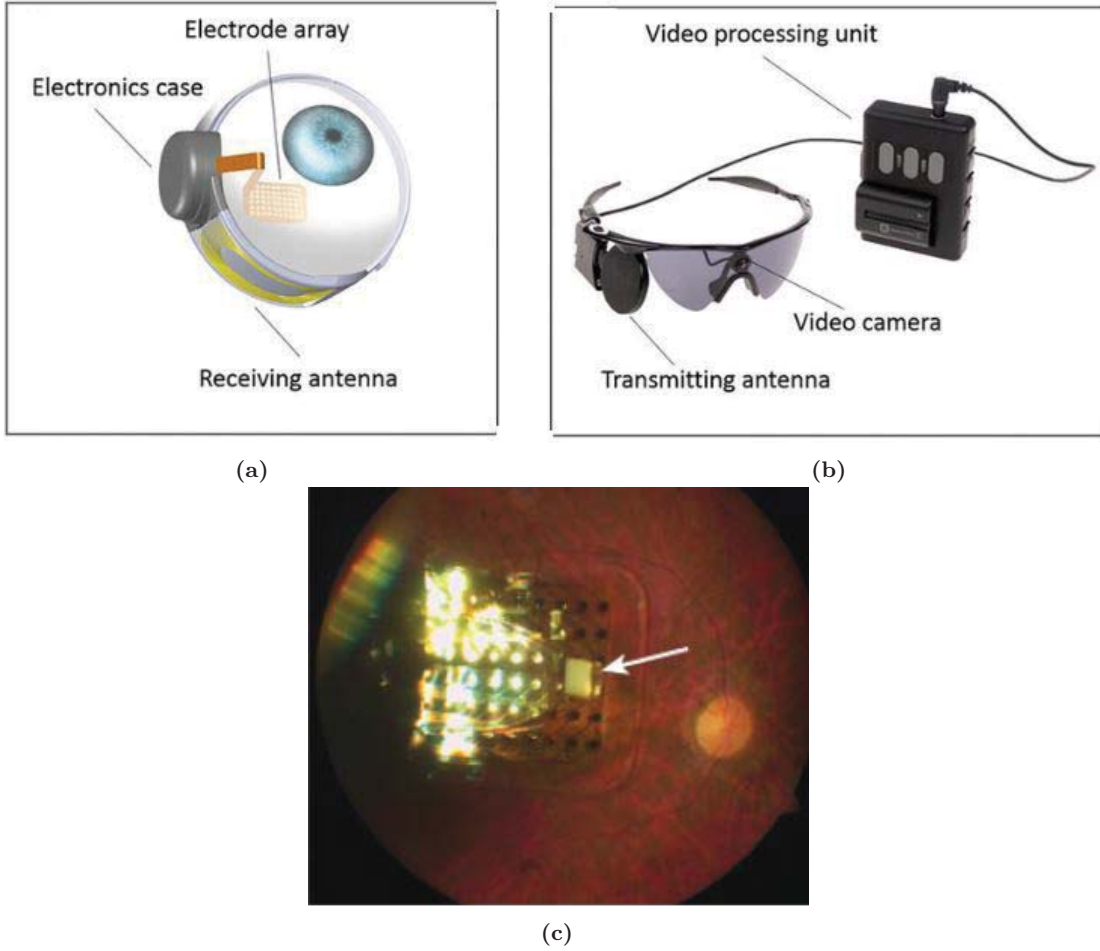 Electrode array
Electronics case
Receiving antenna
Video processing unit
Video camera
Transmitting antenna
(a)
(b)
(c)